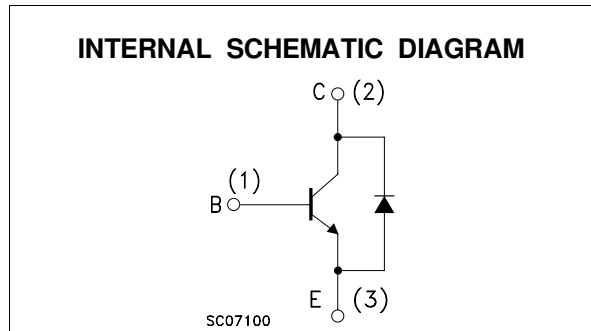 INTERNAL SCHEMATIC DIAGRAM
C (2)
(1)
B
E (3)
SC07100